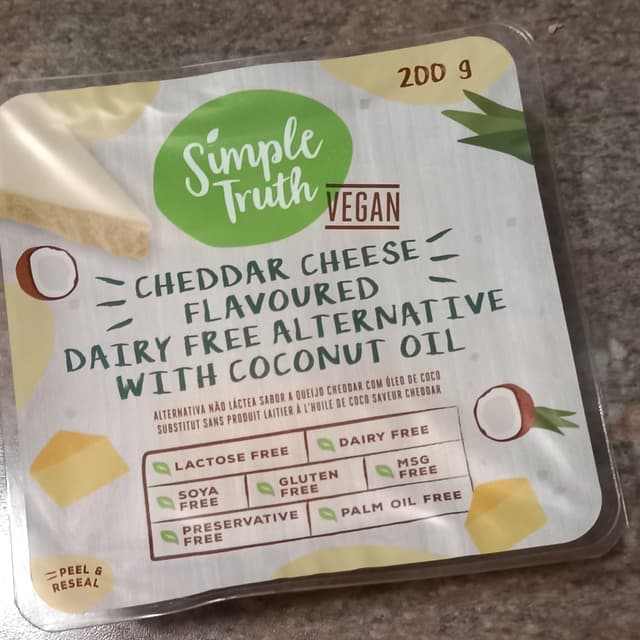 200 g
Simple
Truth
VEGAN
CHEDDAR CHEESE
FLAVOURED
DAIRY FREE ALTERNATIVE
WITH COCONUT OIL
ALTERNATIVA NÃO LÁCTEA SABOR A QUEIJO CHEDDAR COM ÓLEO DE COCO
SUBSTITUT SANS PRODUIT LAITIER À L'HUILE DE COCO SAVEUR CHEDDAR
LACTOSE FREE
DAIRY FREE
SOYA
FREE
GLUTEN
FREE
MSG
FREE
PRESERVATIVE
FREE
PALM OIL FREE
PEEL &
RESEAL